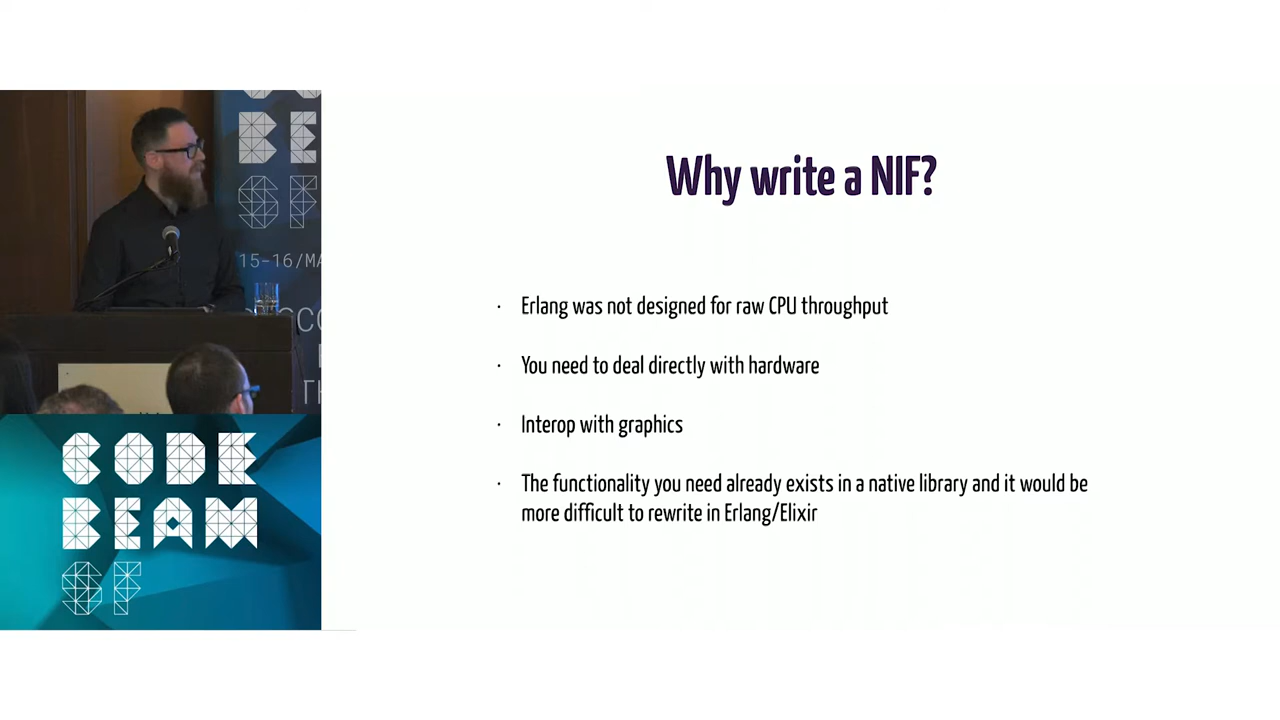 BE
SF
15-16/MA
Why write a NIF?
· Erlang was not designed for raw CPU throughput
· You need to deal directly with hardware
· Interop with graphics
· The functionality you need already exists in a native library and it would be
more difficult to rewrite in Erlang/Elixir
CODE
BEAM
SF